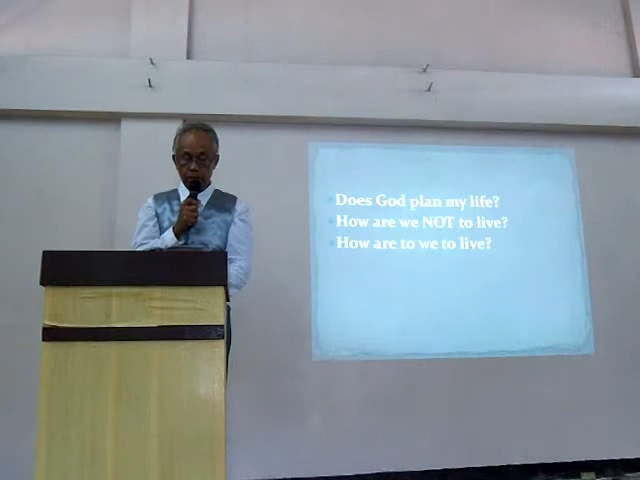 Does God plan my life?
How are we NOT to live?
How are to we to live?